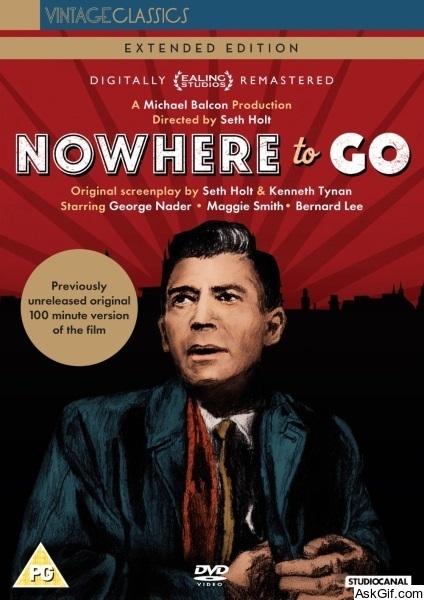 VINTAGECLASSICS
EXTENDED EDITION
DIGITALLY EALING STUDIOS REMASTERED
A Michael Balcon Production
Directed by Seth Holt
NOWHERE to GO
Original screenplay by Seth Holt & Kenneth Tynan
Starring George Nader • Maggie Smith • Bernard Lee
Previously
unreleased original
100 minute version
of the film
PG
DVD
VIDEO
STUDIOCANAL
AskGif.com